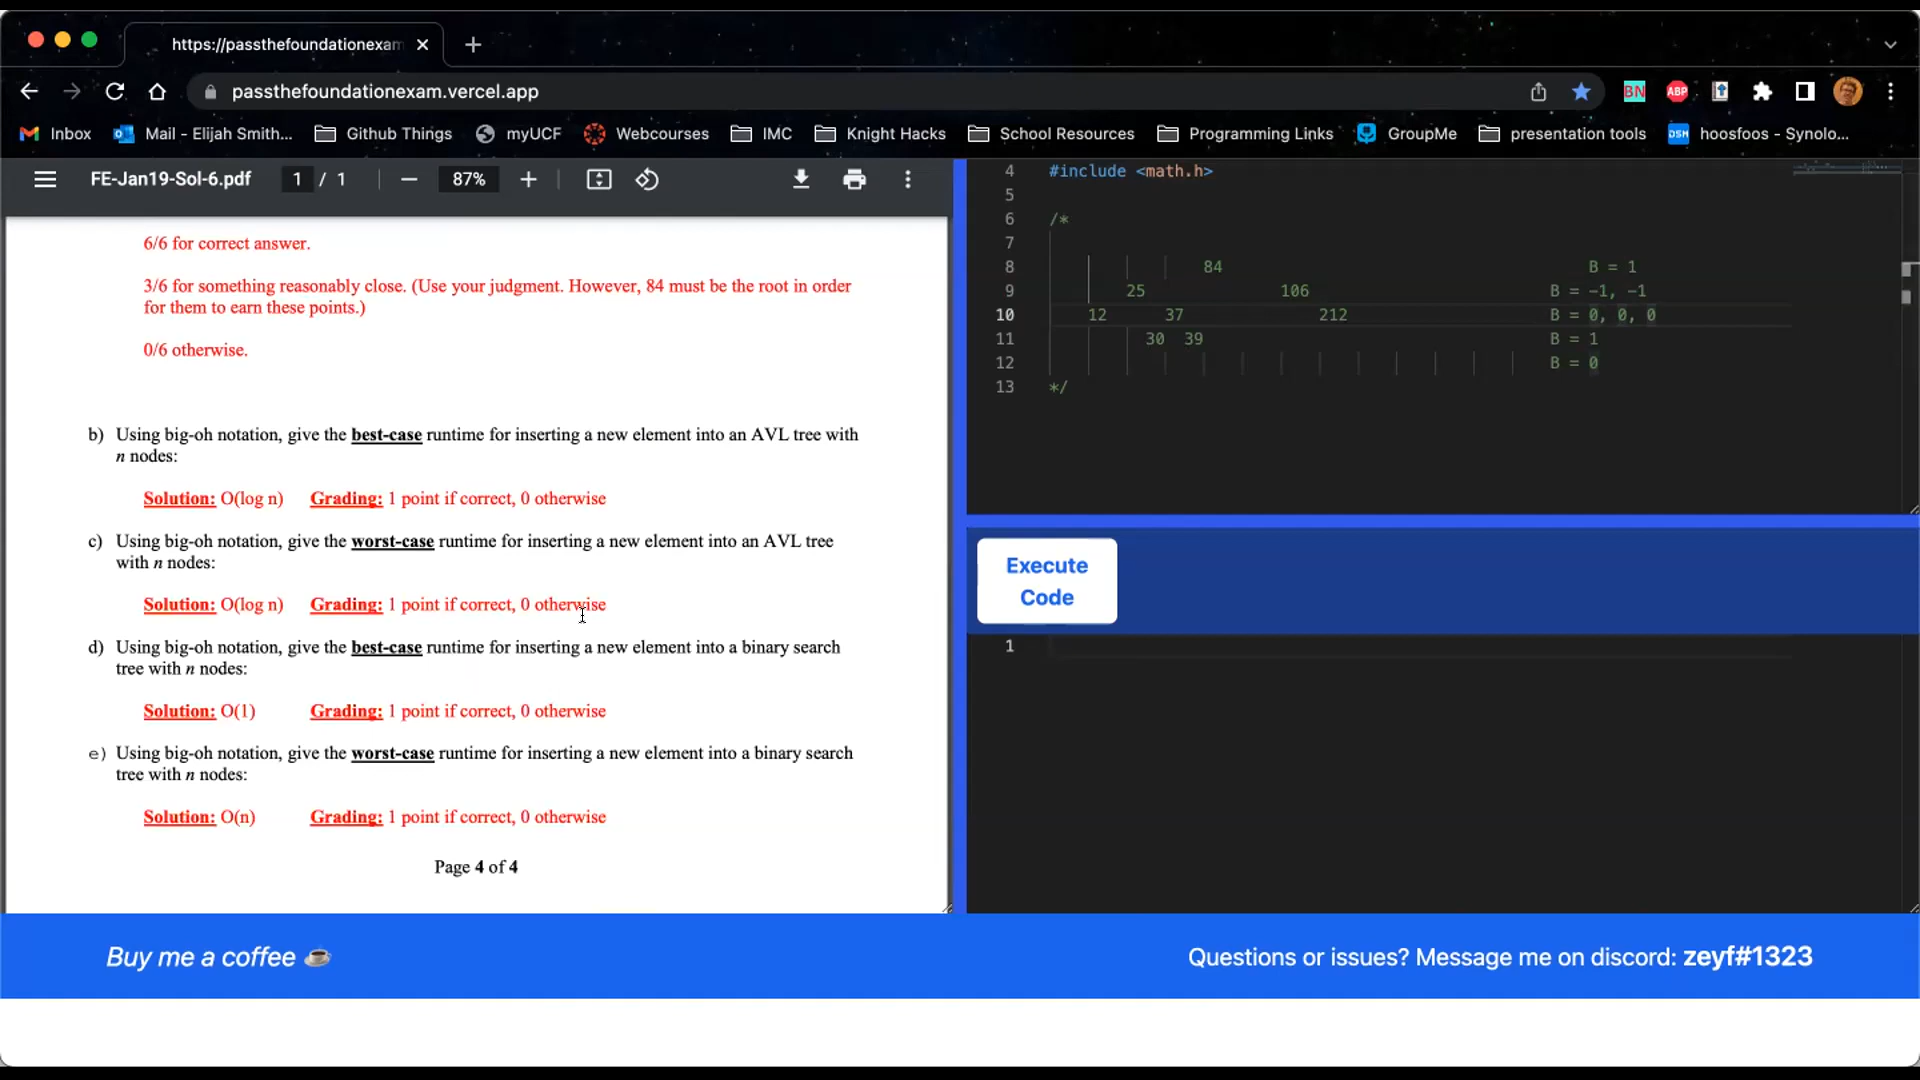 https://passthefoundationexam
passthefoundationexam.vercel.app
BN
ABP
Inbox
Mail - Elijah Smith...
Github Things
myUCF
Webcourses
IMC
Knight Hacks
School Resources
Programming Links
GroupMe
presentation tools
DSM
hoosfoos - Synolo...
FE-Jan19-Sol-6.pdf
1 / 1
87%
6/6 for correct answer.
3/6 for something reasonably close. (Use your judgment. However, 84 must be the root in order
for them to earn these points.)
0/6 otherwise.
b) Using big-oh notation, give the best-case runtime for inserting a new element into an AVL tree with
n nodes:
Solution: O(log n) Grading: 1 point if correct, 0 otherwise
c) Using big-oh notation, give the worst-case runtime for inserting a new element into an AVL tree
with n nodes:
Solution: O(log n) Grading: 1 point if correct, 0 otherwise
d) Using big-oh notation, give the best-case runtime for inserting a new element into a binary search
tree with n nodes:
Solution: O(1) Grading: 1 point if correct, 0 otherwise
e) Using big-oh notation, give the worst-case runtime for inserting a new element into a binary search
tree with n nodes:
Solution: O(n) Grading: 1 point if correct, 0 otherwise
Page 4 of 4
4 #include <math.h>
5
6 /*
7
8 84 B = 1
9 25 106 B = -1, -1
10 12 37 212 B = 0, 0, 0
11 30 39 B = 1
12 B = 0
13 */
Execute
Code
1
Buy me a coffee ☕
Questions or issues? Message me on discord: zeyf#1323